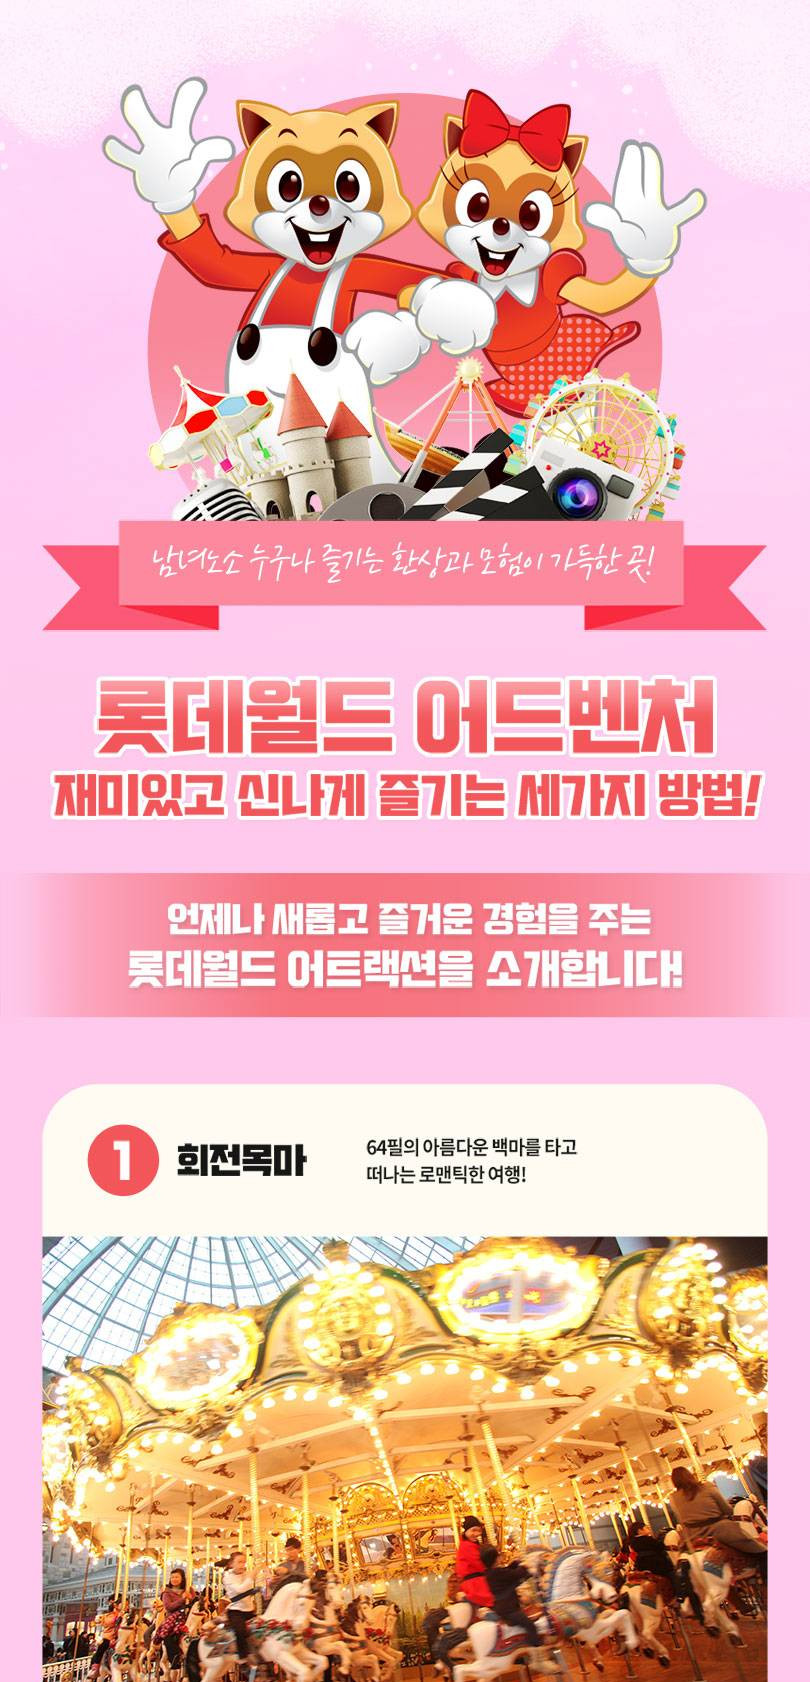 남녀노소 누구나 즐기는 환상과 모험이 가득한 곳!
롯데월드 어드벤처
재미있고 신나게 즐기는 세가지 방법!
언제나 새롭고 즐거운 경험을 주는
롯데월드 어트랙션을 소개합니다!
1 회전목마
64필의 아름다운 백마를 타고
떠나는 로맨틱한 여행!